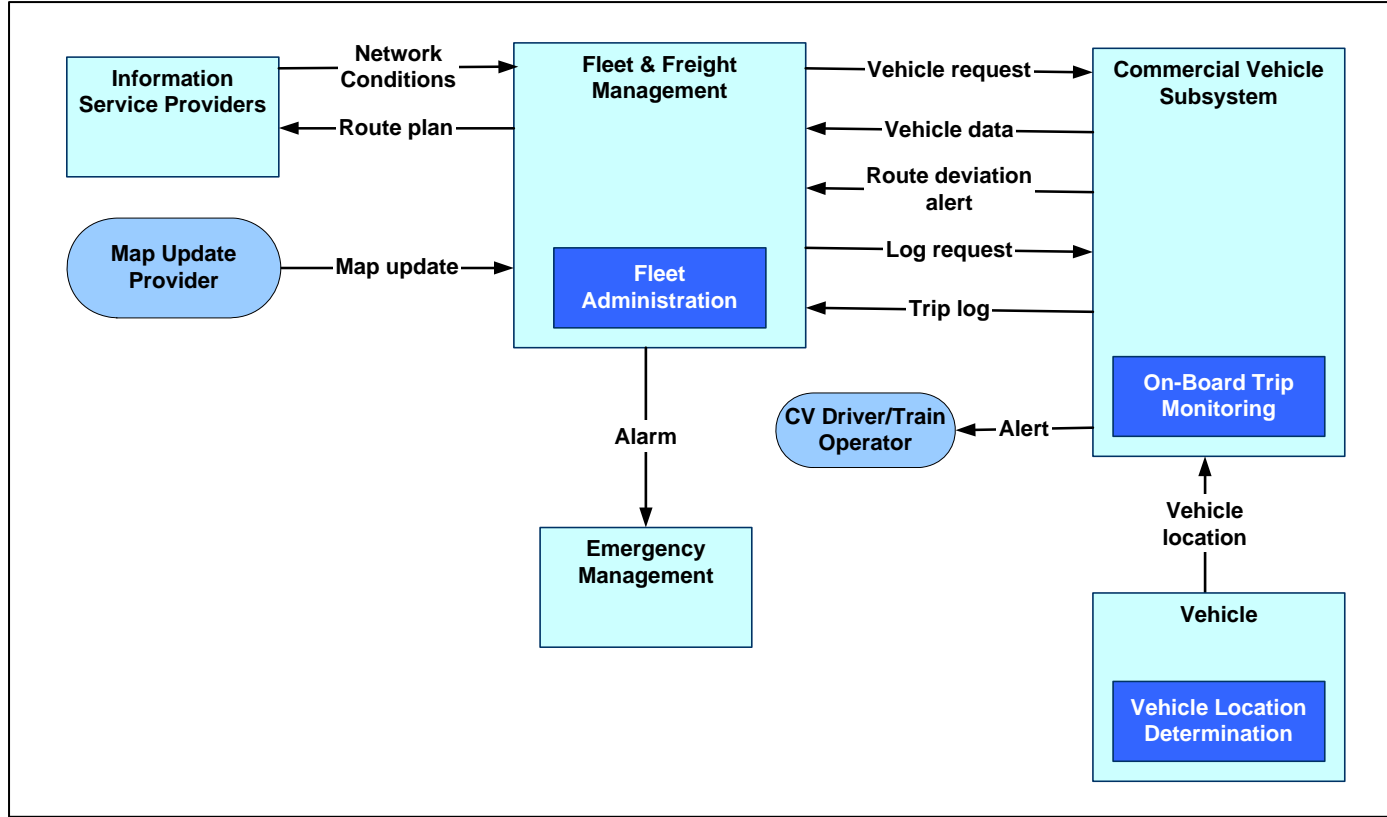 Information
Service Providers
Network
Conditions
Route plan
Map Update
Provider
Map update
Fleet & Freight
Management
Fleet
Administration
Vehicle request
Vehicle data
Route deviation
alert
Log request
Trip log
Commercial Vehicle
Subsystem
On-Board Trip
Monitoring
CV Driver/Train
Operator
Alert
Alarm
Emergency
Management
Vehicle
location
Vehicle
Vehicle Location
Determination